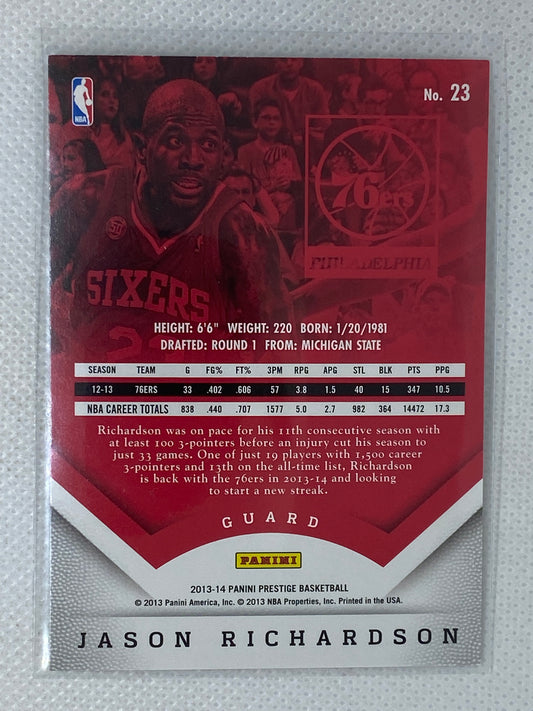 NBA
No. 23
76ers
PHILADELPHIA
50
SIXERS
HEIGHT: 6'6" WEIGHT: 220 BORN: 1/20/1981
DRAFTED: ROUND 1 FROM: MICHIGAN STATE
SEASON TEAM G FG% FT% 3PM RPG APG STL BLK PTS PPG
12-13 76ERS 33 .402 .606 57 3.8 1.5 40 15 347 10.5
NBA CAREER TOTALS 838 .440 .707 1577 5.0 2.7 982 364 14472 17.3
Richardson was on pace for his 11th consecutive season with
at least 100 3-pointers before an injury cut his season to
just 33 games. One of just 19 players with 1,500 career
3-pointers and 13th on the all-time list, Richardson
is back with the 76ers in 2013-14 and looking
to start a new streak.
GUARD
PANINI
2013-14 PANINI PRESTIGE BASKETBALL
© 2013 Panini America, Inc. © 2013 NBA Properties, Inc. Printed in the USA.
JASON RICHARDSON